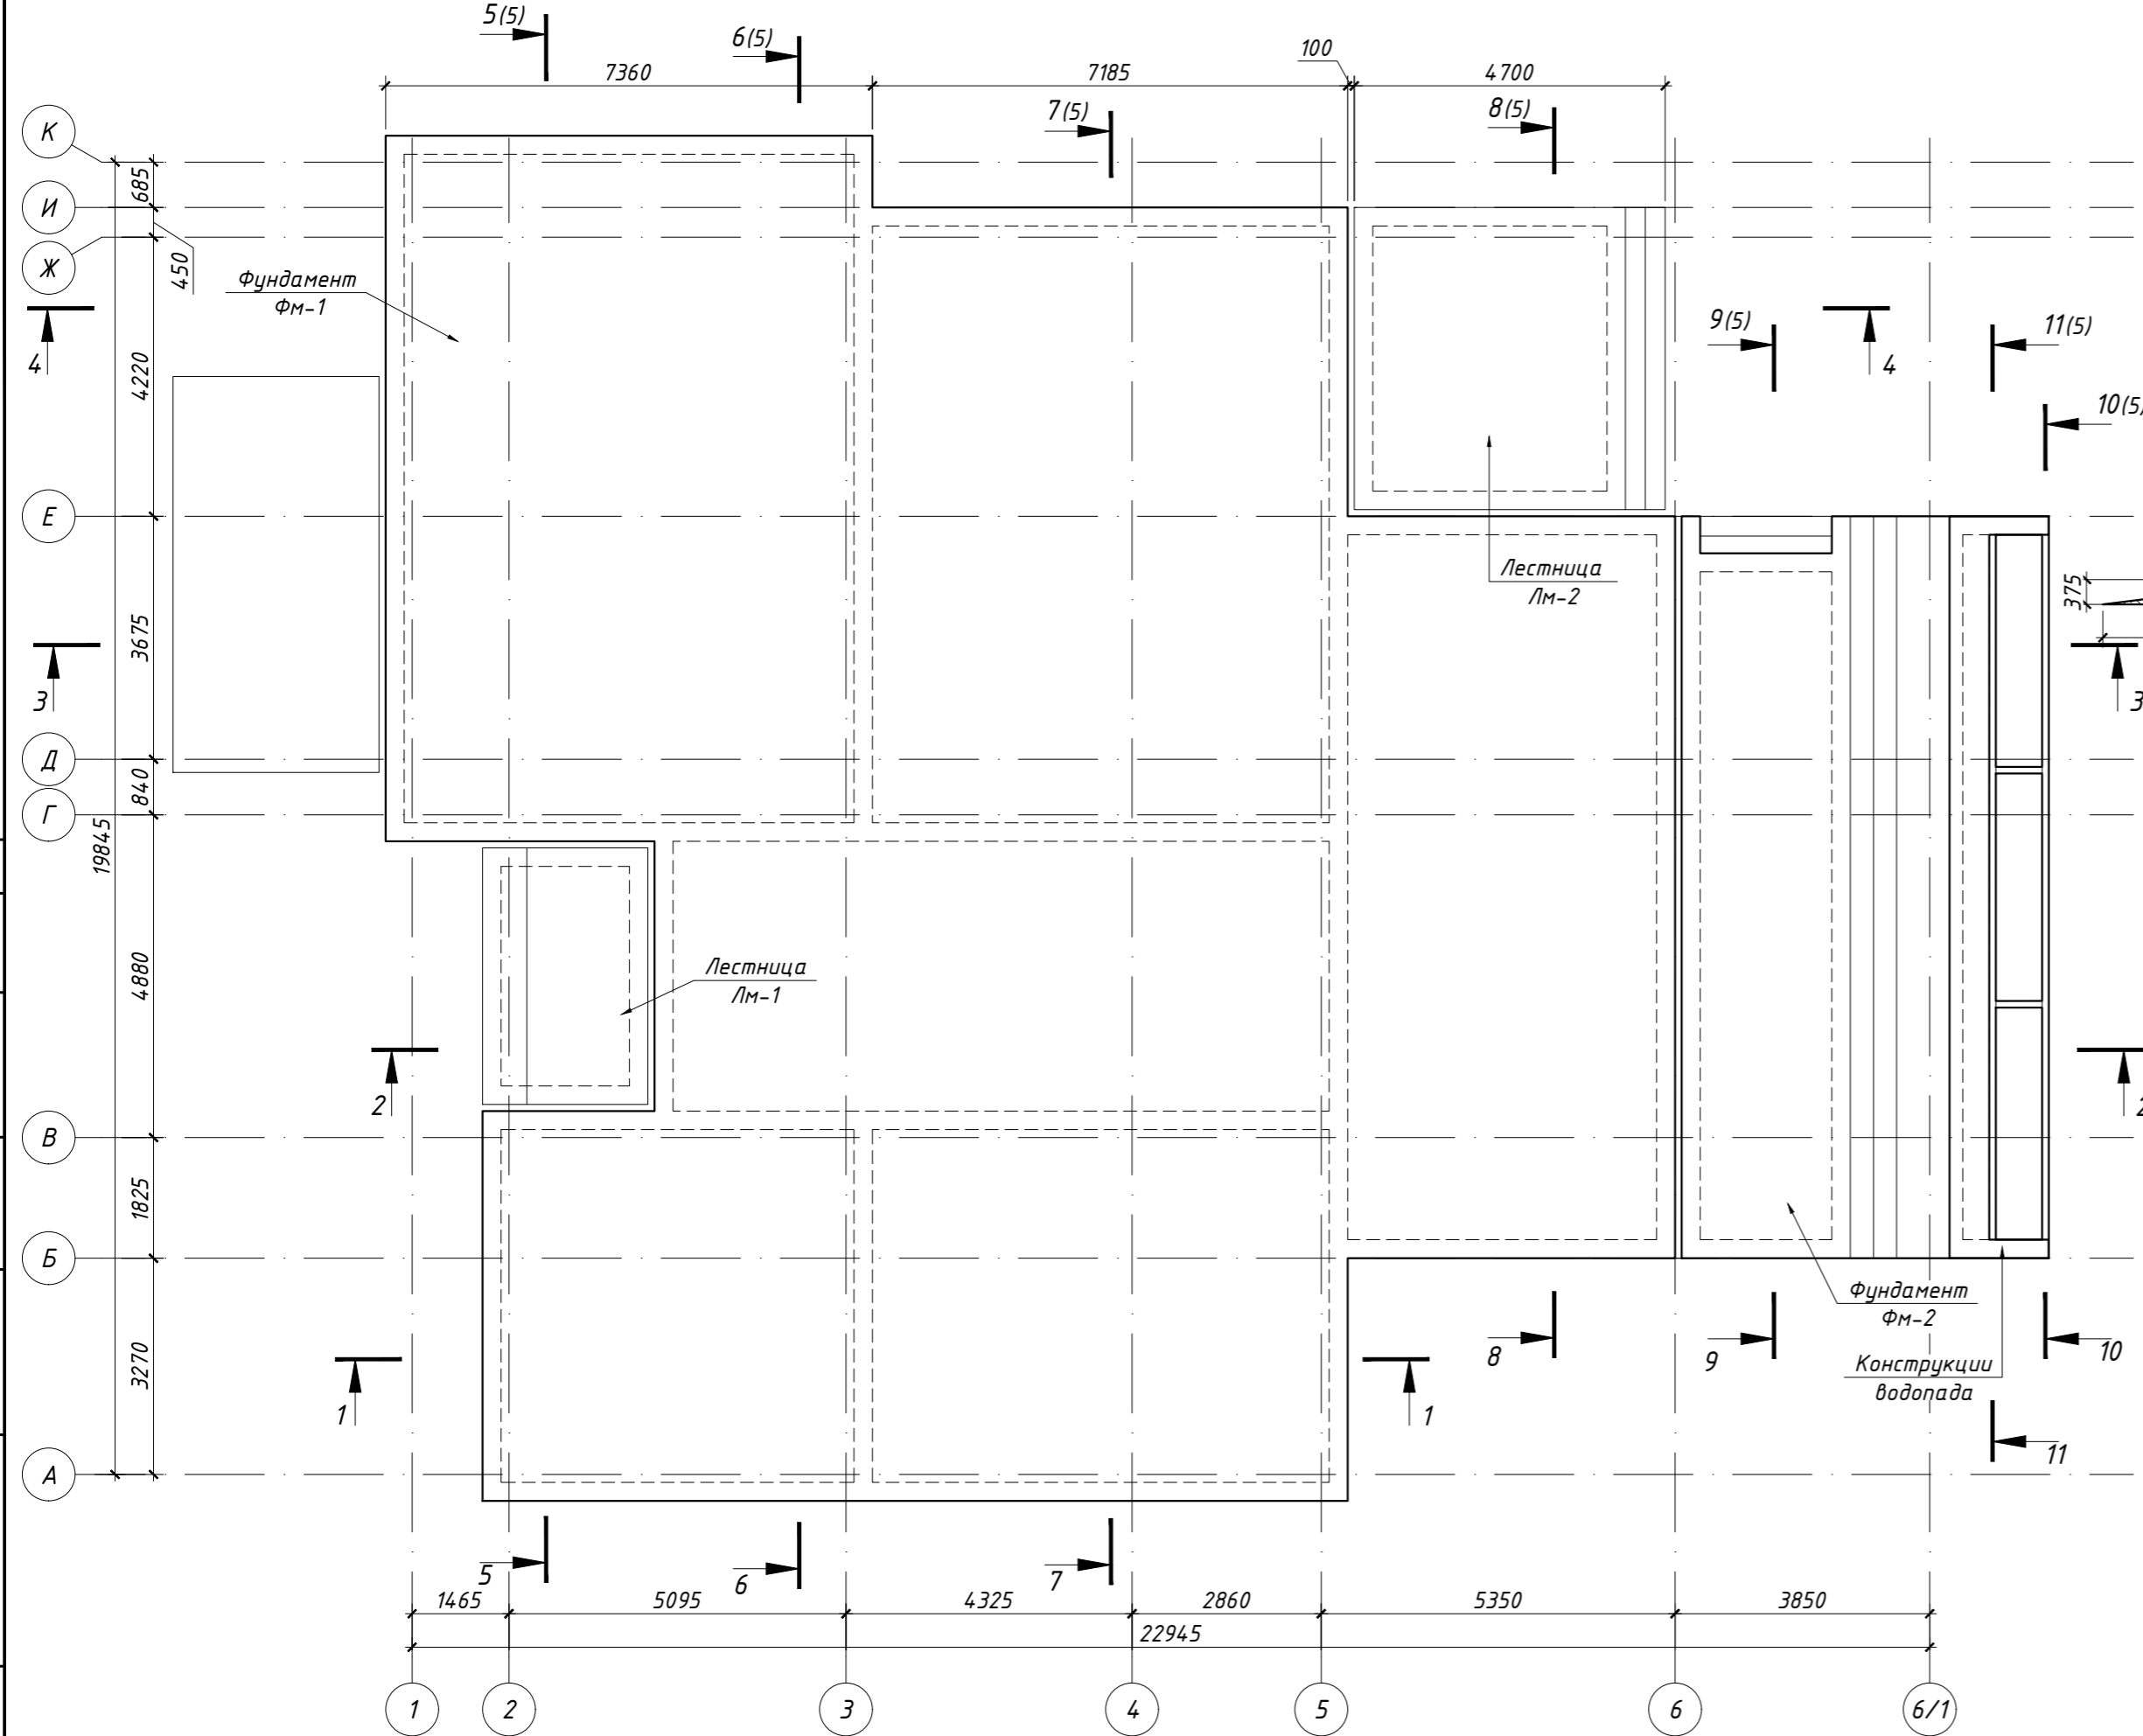 5(5)
6(5)
100
7360
7185
4700
7(5)
8(5)
К
685
И
Ж
450
Фундамент
Фм-1
9(5)
11(5)
4
4
4220
10(5)
Е
Лестница
Лм-2
375
3675
3
3
Д
840
Г
19845
4880
Лестница
Лм-1
2
2
В
1825
Б
Фундамент
Фм-2
8
9
10
Конструкции
водопада
3270
1
1
11
А
5
6
7
1465
5095
4325
2860
5350
3850
22945
1
2
3
4
5
6
6/1